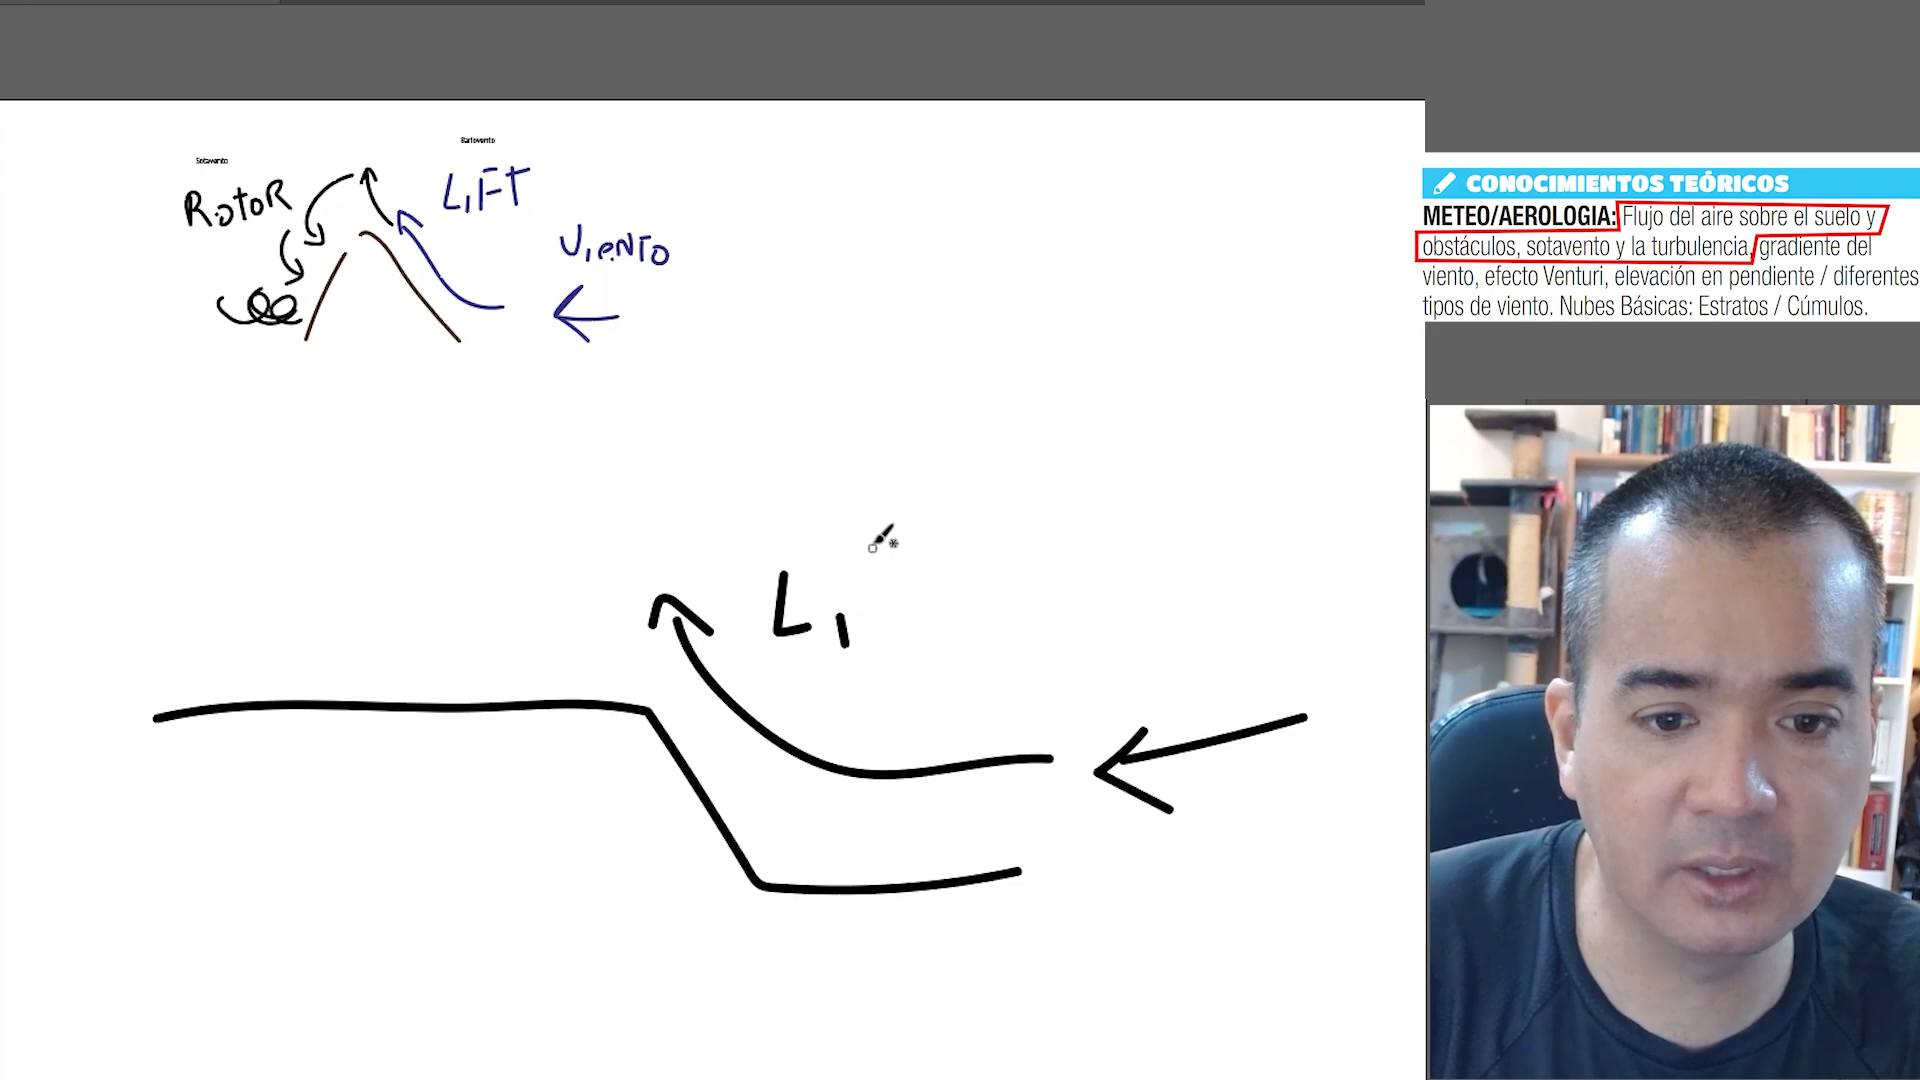 Barlovento
Sotavento
LIFT
ROTOR
VIENTO
LI
CONOCIMIENTOS TEÓRICOS
METEO/AEROLOGIA: Flujo del aire sobre el suelo y
obstáculos, sotavento y la turbulencia, gradiente del
viento, efecto Venturi, elevación en pendiente / diferentes
tipos de viento. Nubes Básicas: Estratos / Cúmulos.